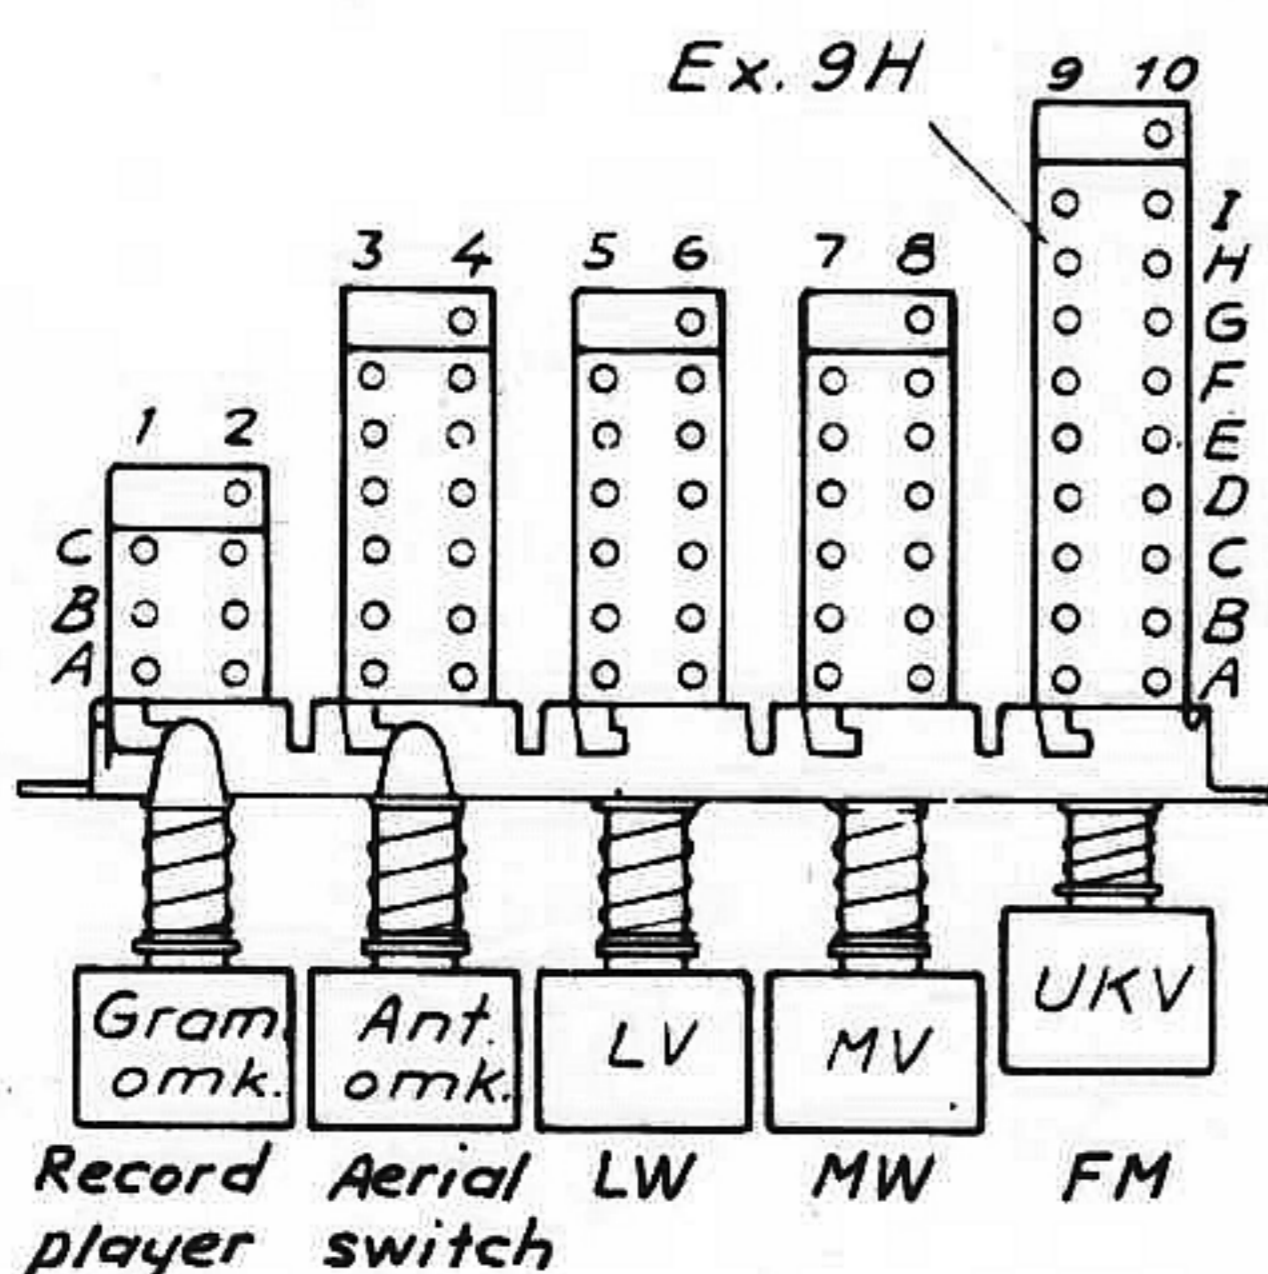 Ex. 9H
9 10
3 4
5 6
7 8
1 2
I
H
G
F
E
D
C
B
A
C
B
A
Gram.
omk.
Ant.
omk.
LV
MV
UKV
Record
player
Aerial
switch
LW
MW
FM